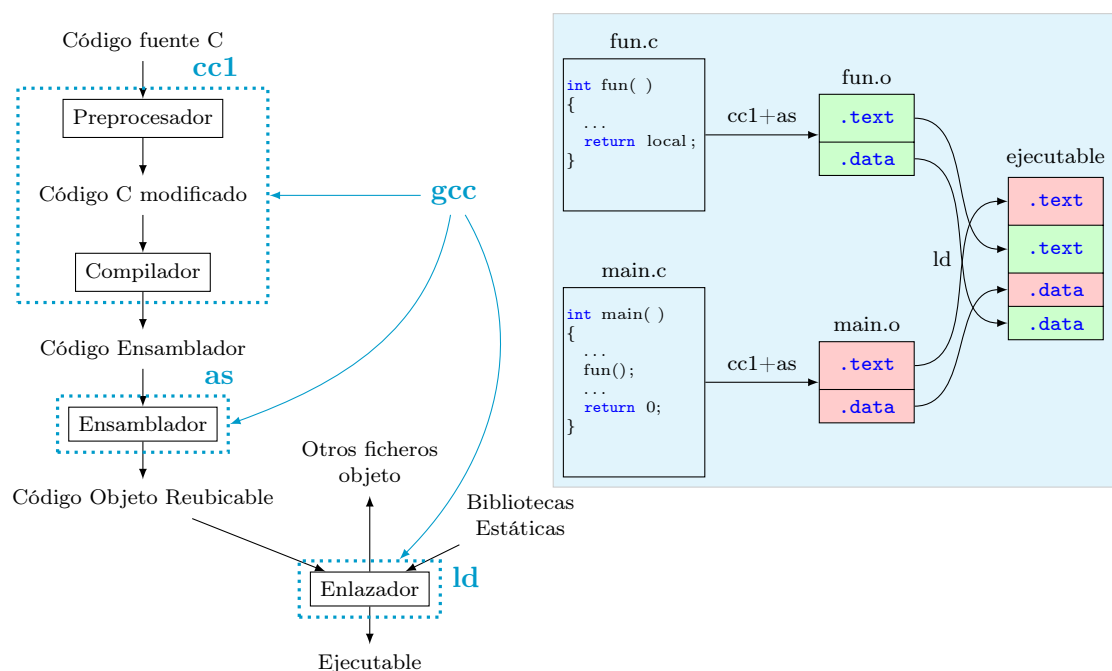 Código fuente C
cc1
Preprocesador
Código C modificado
gcc
Compilador
Código Ensamblador
as
Ensamblador
Código Objeto Reubicable
Otros ficheros
objeto
Bibliotecas
Estáticas
Enlazador
ld
Ejecutable
fun.c
int fun( )
{
...
return local;
}
cc1+as
fun.o
.text
.data
main.c
int main( )
{
...
fun();
...
return 0;
}
cc1+as
main.o
.text
.data
ld
ejecutable
.text
.text
.data
.data